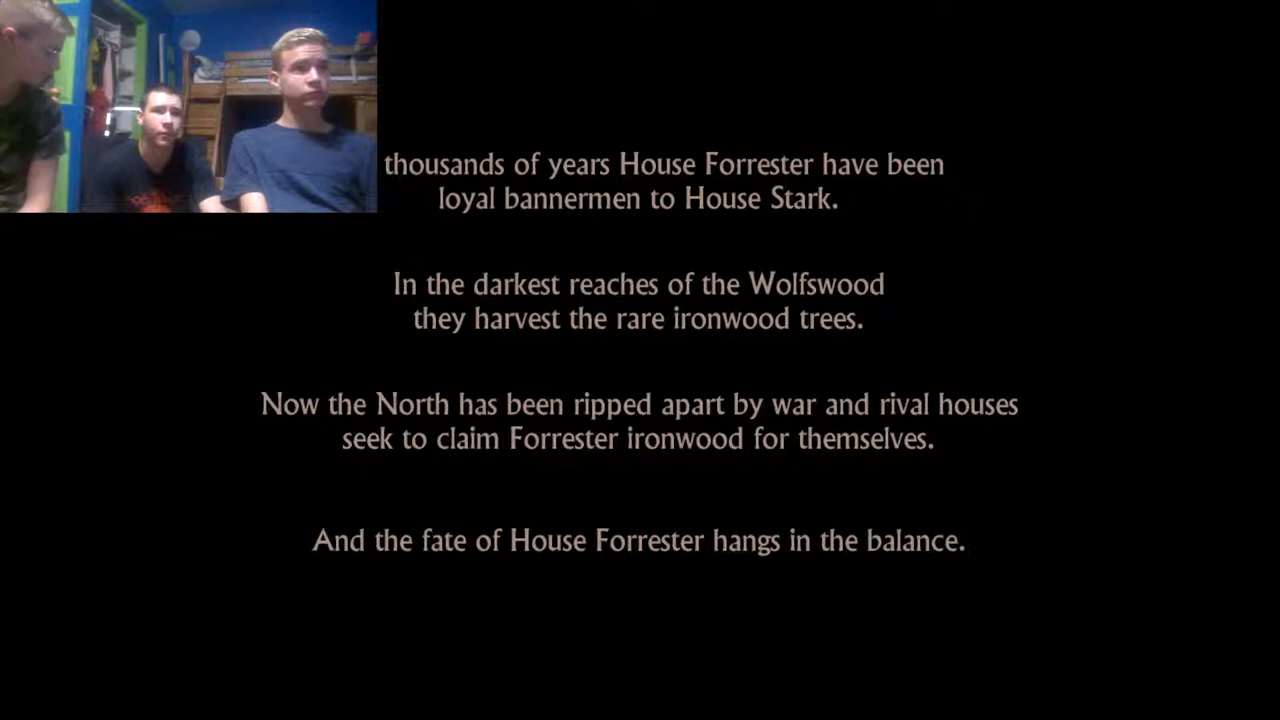 thousands of years House Forrester have been
loyal bannermen to House Stark.
In the darkest reaches of the Wolfswood
they harvest the rare ironwood trees.
Now the North has been ripped apart by war and rival houses
seek to claim Forrester ironwood for themselves.
And the fate of House Forrester hangs in the balance.